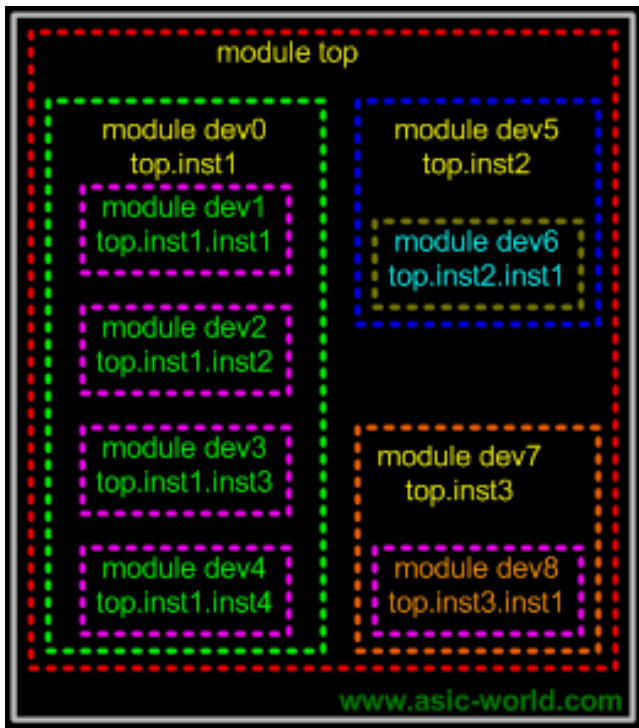 module top
module dev0
top.inst1
module dev1
top.inst1.inst1
module dev2
top.inst1.inst2
module dev3
top.inst1.inst3
module dev4
top.inst1.inst4
module dev5
top.inst2
module dev6
top.inst2.inst1
module dev7
top.inst3
module dev8
top.inst3.inst1
www.asic-world.com